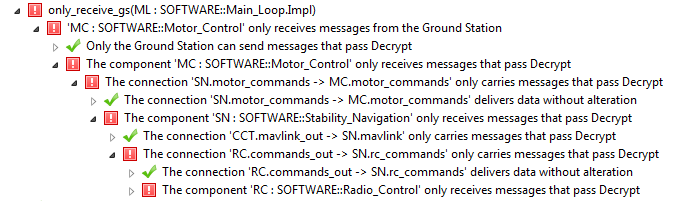 only_receive_gs(ML : SOFTWARE::Main_Loop.Impl)
'MC : SOFTWARE::Motor_Control' only receives messages from the Ground Station
Only the Ground Station can send messages that pass Decrypt
The component 'MC : SOFTWARE::Motor_Control' only receives messages that pass Decrypt
The connection 'SN.motor_commands -> MC.motor_commands' only carries messages that pass Decrypt
The connection 'SN.motor_commands -> MC.motor_commands' delivers data without alteration
The component 'SN : SOFTWARE::Stability_Navigation' only receives messages that pass Decrypt
The connection 'CCT.mavlink_out -> SN.mavlink' only carries messages that pass Decrypt
The connection 'RC.commands_out -> SN.rc_commands' only carries messages that pass Decrypt
The connection 'RC.commands_out -> SN.rc_commands' delivers data without alteration
The component 'RC : SOFTWARE::Radio_Control' only receives messages that pass Decrypt